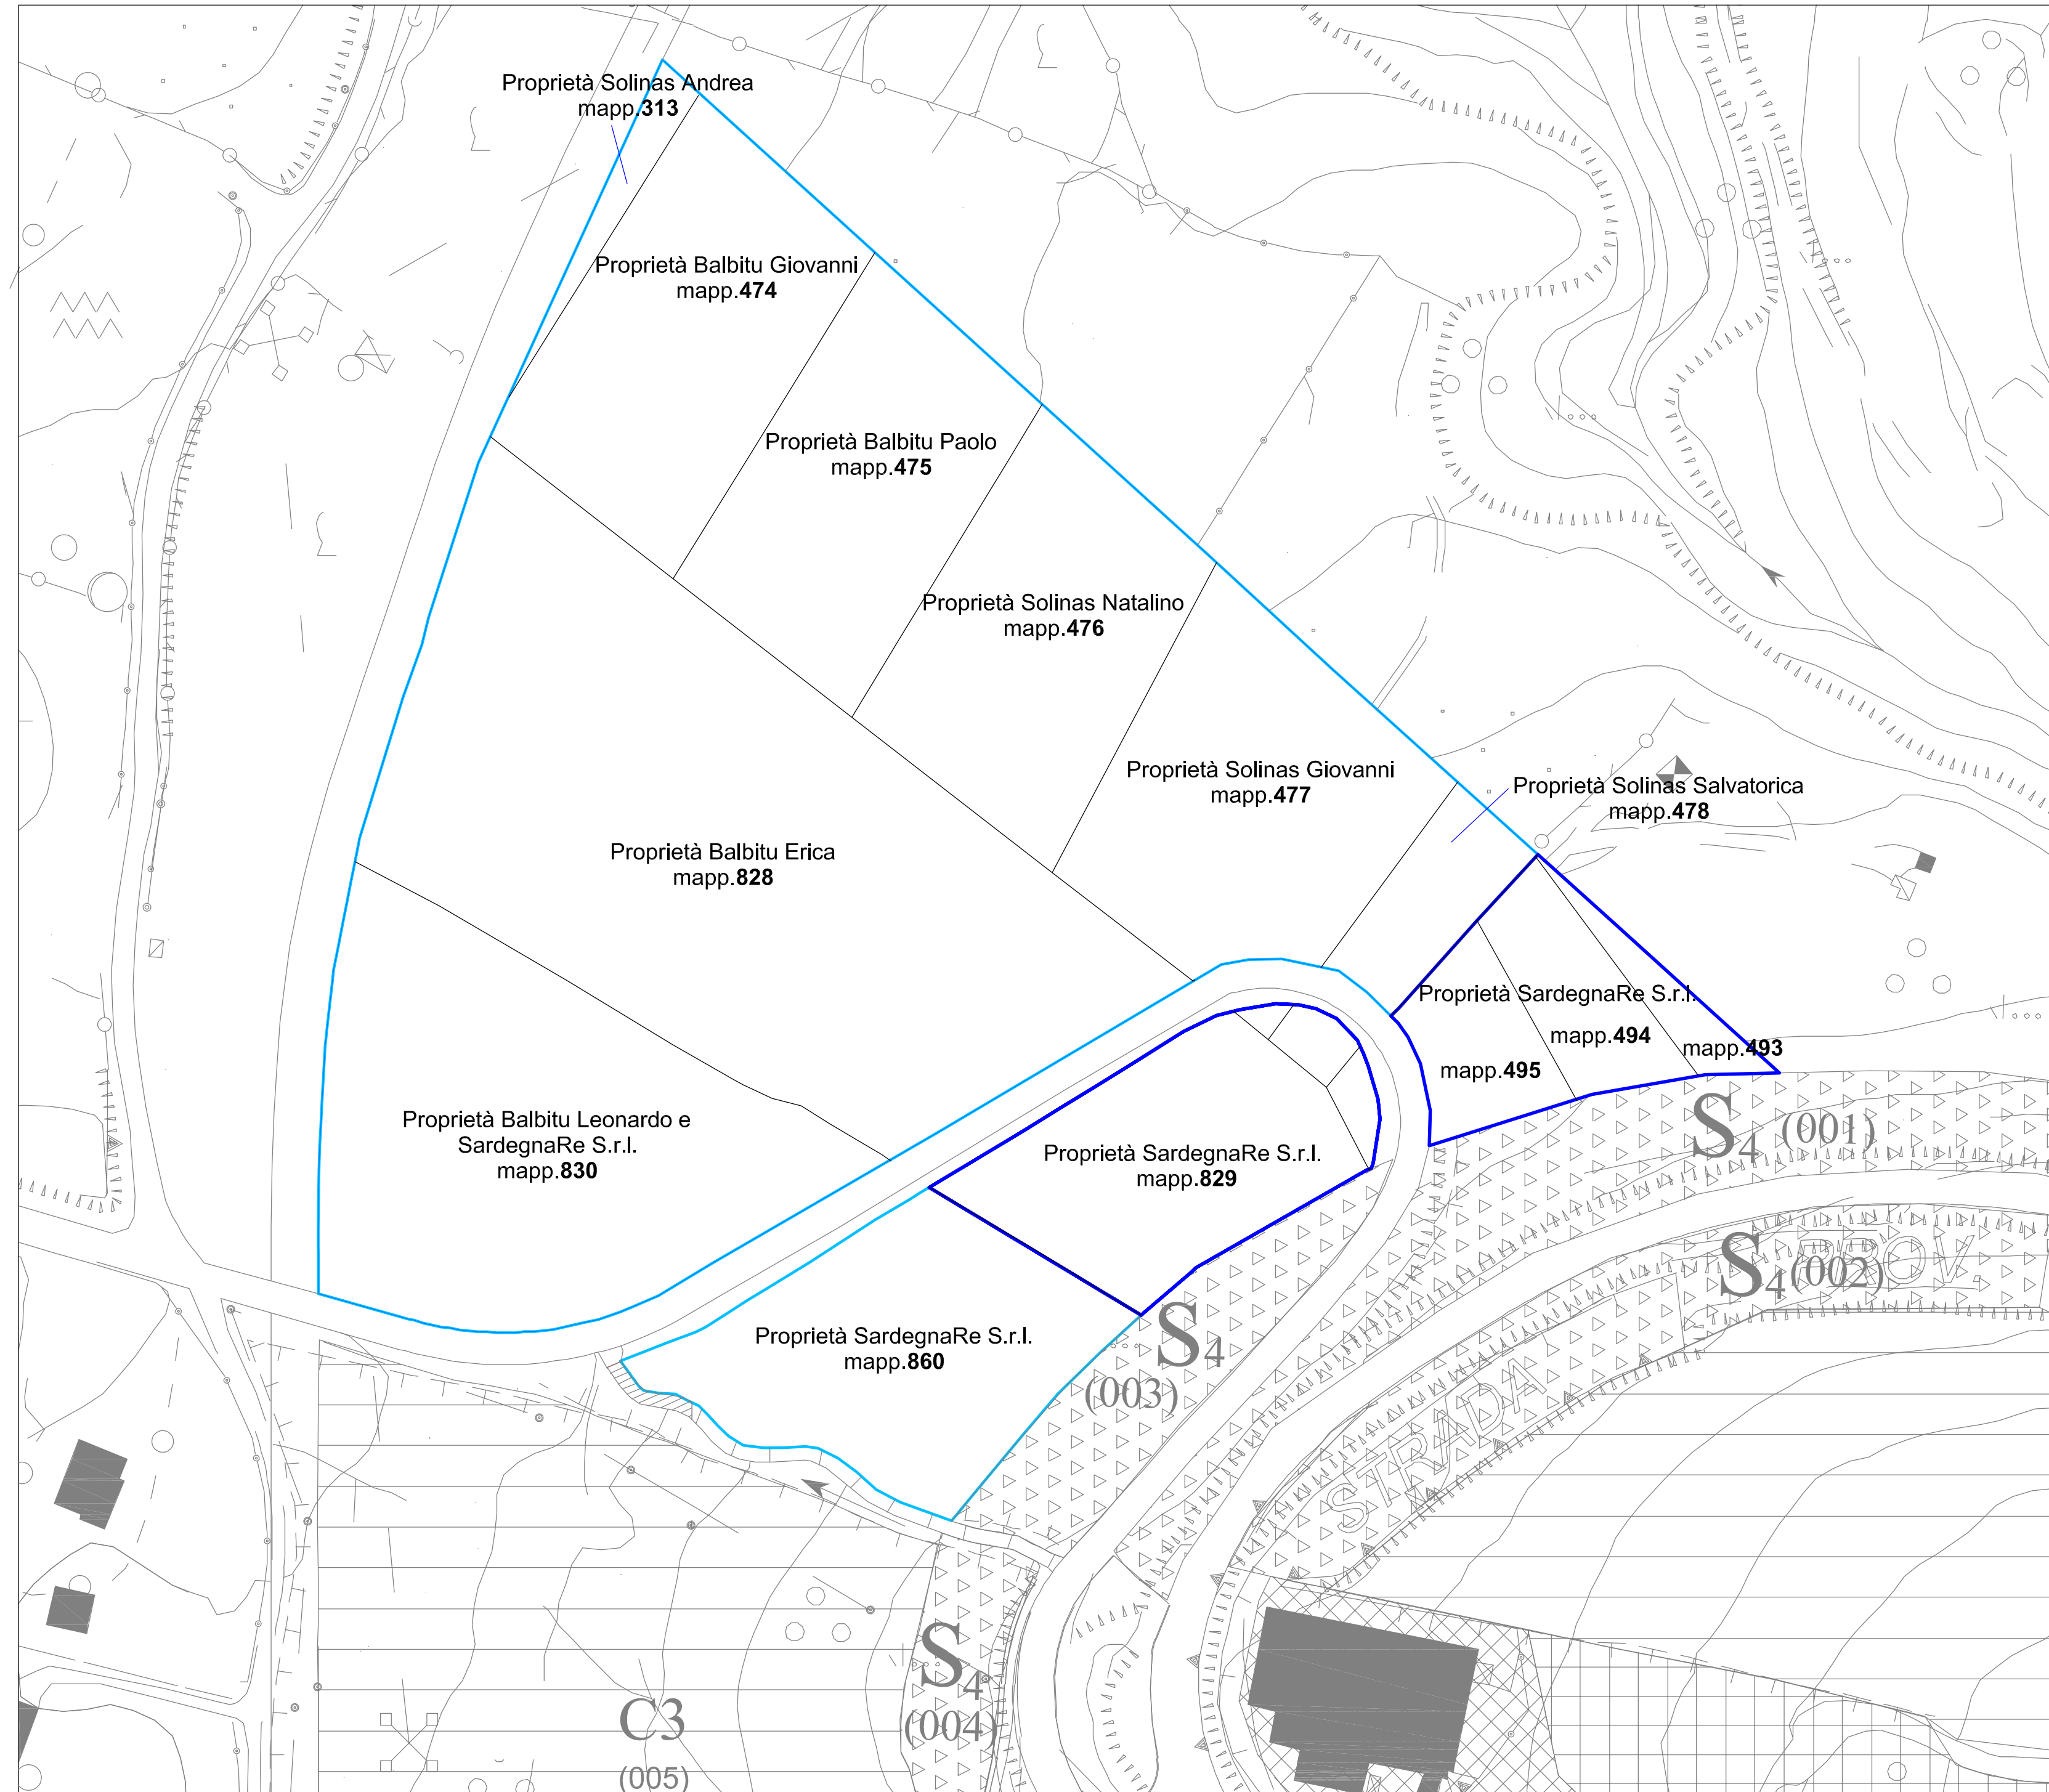 Proprietà Solinas Andrea
mapp.313
Proprietà Balbitu Giovanni
mapp.474
Proprietà Balbitu Paolo
mapp.475
Proprietà Solinas Natalino
mapp.476
Proprietà Solinas Giovanni
mapp.477
Proprietà Solinas Salvatorica
mapp.478
Proprietà Balbitu Erica
mapp.828
Proprietà SardegnaRe S.r.l.
mapp.494
mapp.493
mapp.495
Proprietà Balbitu Leonardo e
SardegnaRe S.r.l.
mapp.830
Proprietà SardegnaRe S.r.l.
mapp.829
S4 (001)
S4 (002)
PROV.
Proprietà SardegnaRe S.r.l.
mapp.860
S4
(003)
STRADA
S4
(004)
C3
(005)